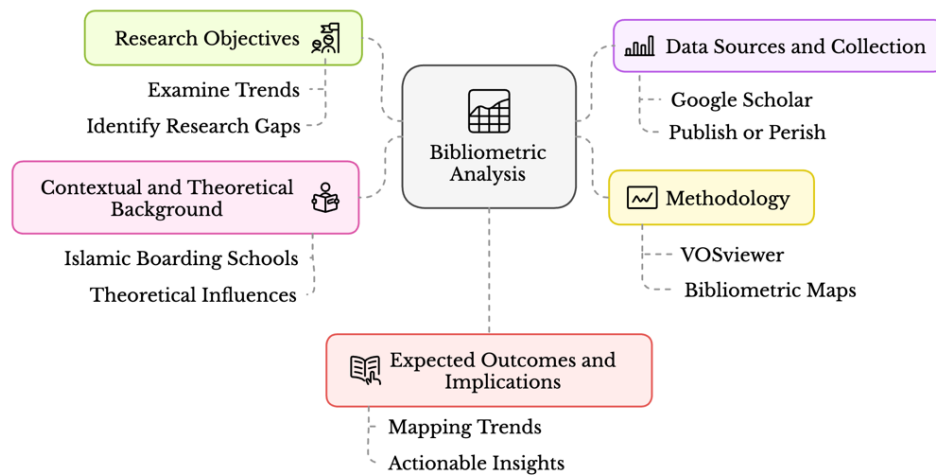 Research Objectives
Examine Trends
Identify Research Gaps
Contextual and Theoretical
Background
Islamic Boarding Schools
Theoretical Influences
Bibliometric
Analysis
Data Sources and Collection
Google Scholar
Publish or Perish
Methodology
VOSviewer
Bibliometric Maps
Expected Outcomes and
Implications
Mapping Trends
Actionable Insights